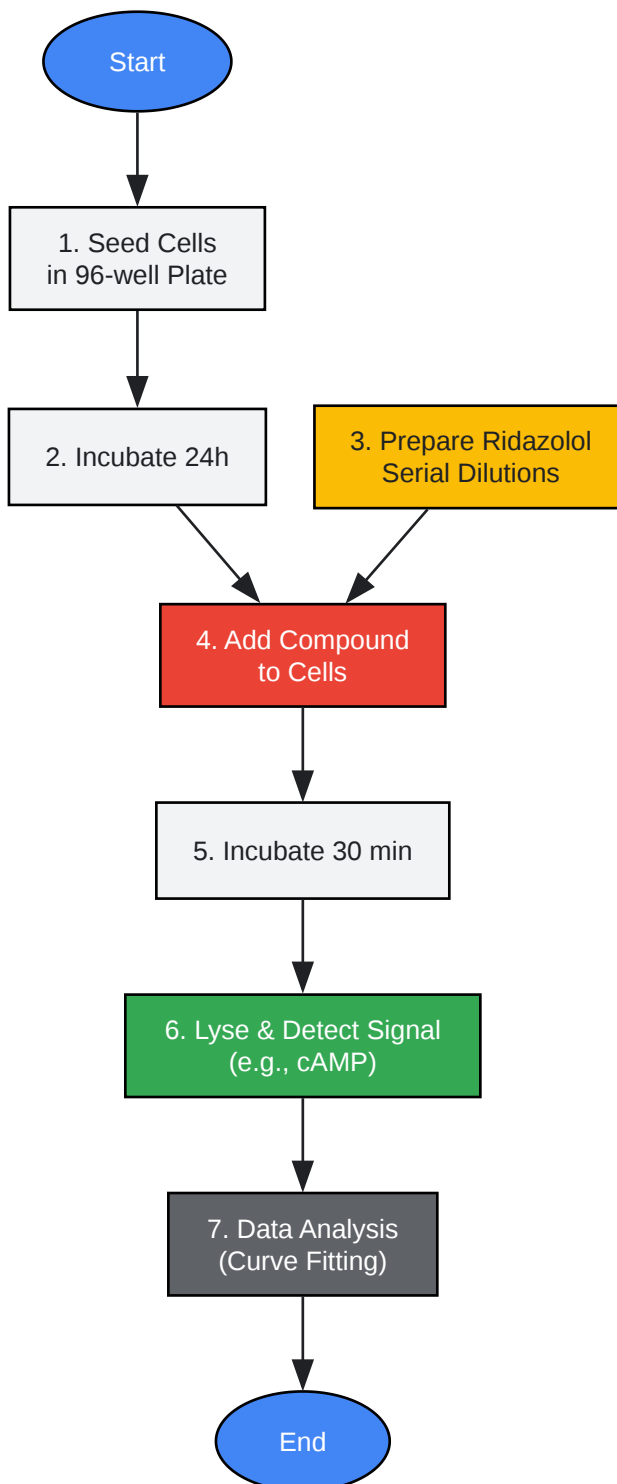 Start
1. Seed Cells
in 96-well Plate
2. Incubate 24h
3. Prepare Ridazolol
Serial Dilutions
4. Add Compound
to Cells
5. Incubate 30 min
6. Lyse & Detect Signal
(e.g., cAMP)
7. Data Analysis
(Curve Fitting)
End